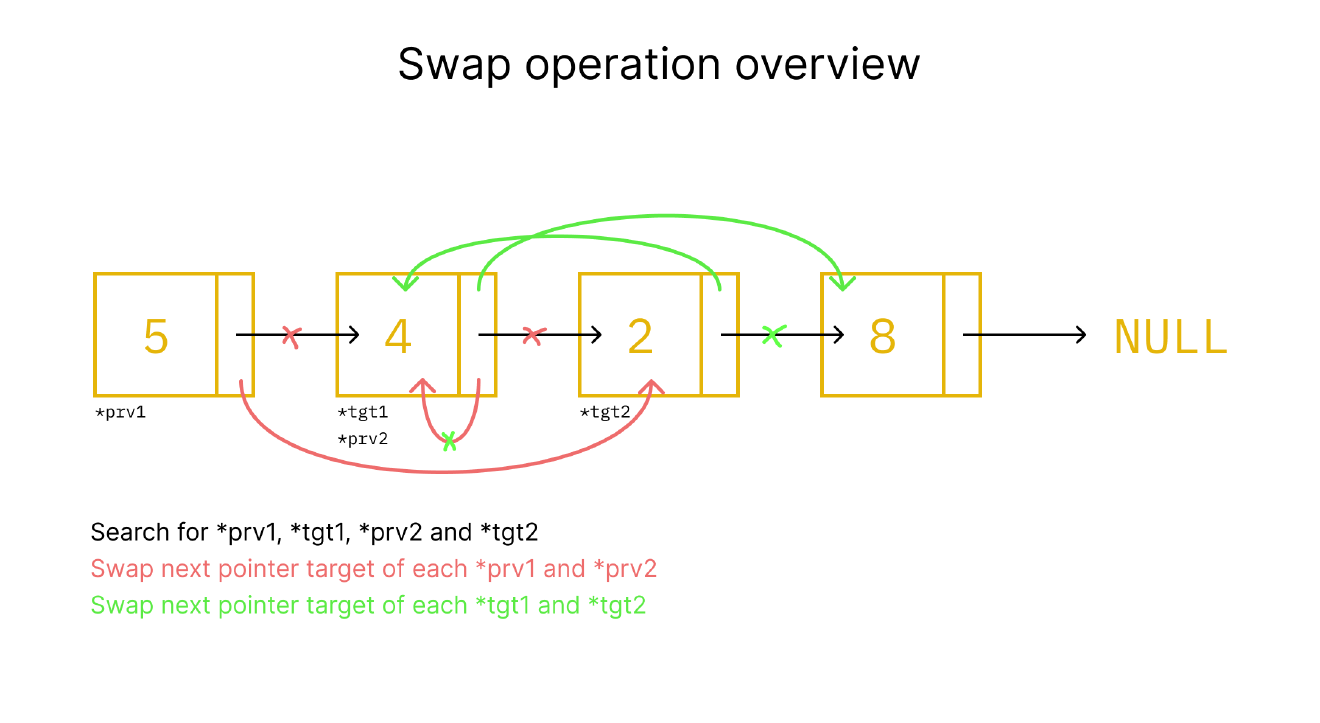 Swap operation overview
5 4 2 8 NULL
*prv1 *tgt1 *tgt2
*prv2
Search for *prv1, *tgt1, *prv2 and *tgt2
Swap next pointer target of each *prv1 and *prv2
Swap next pointer target of each *tgt1 and *tgt2